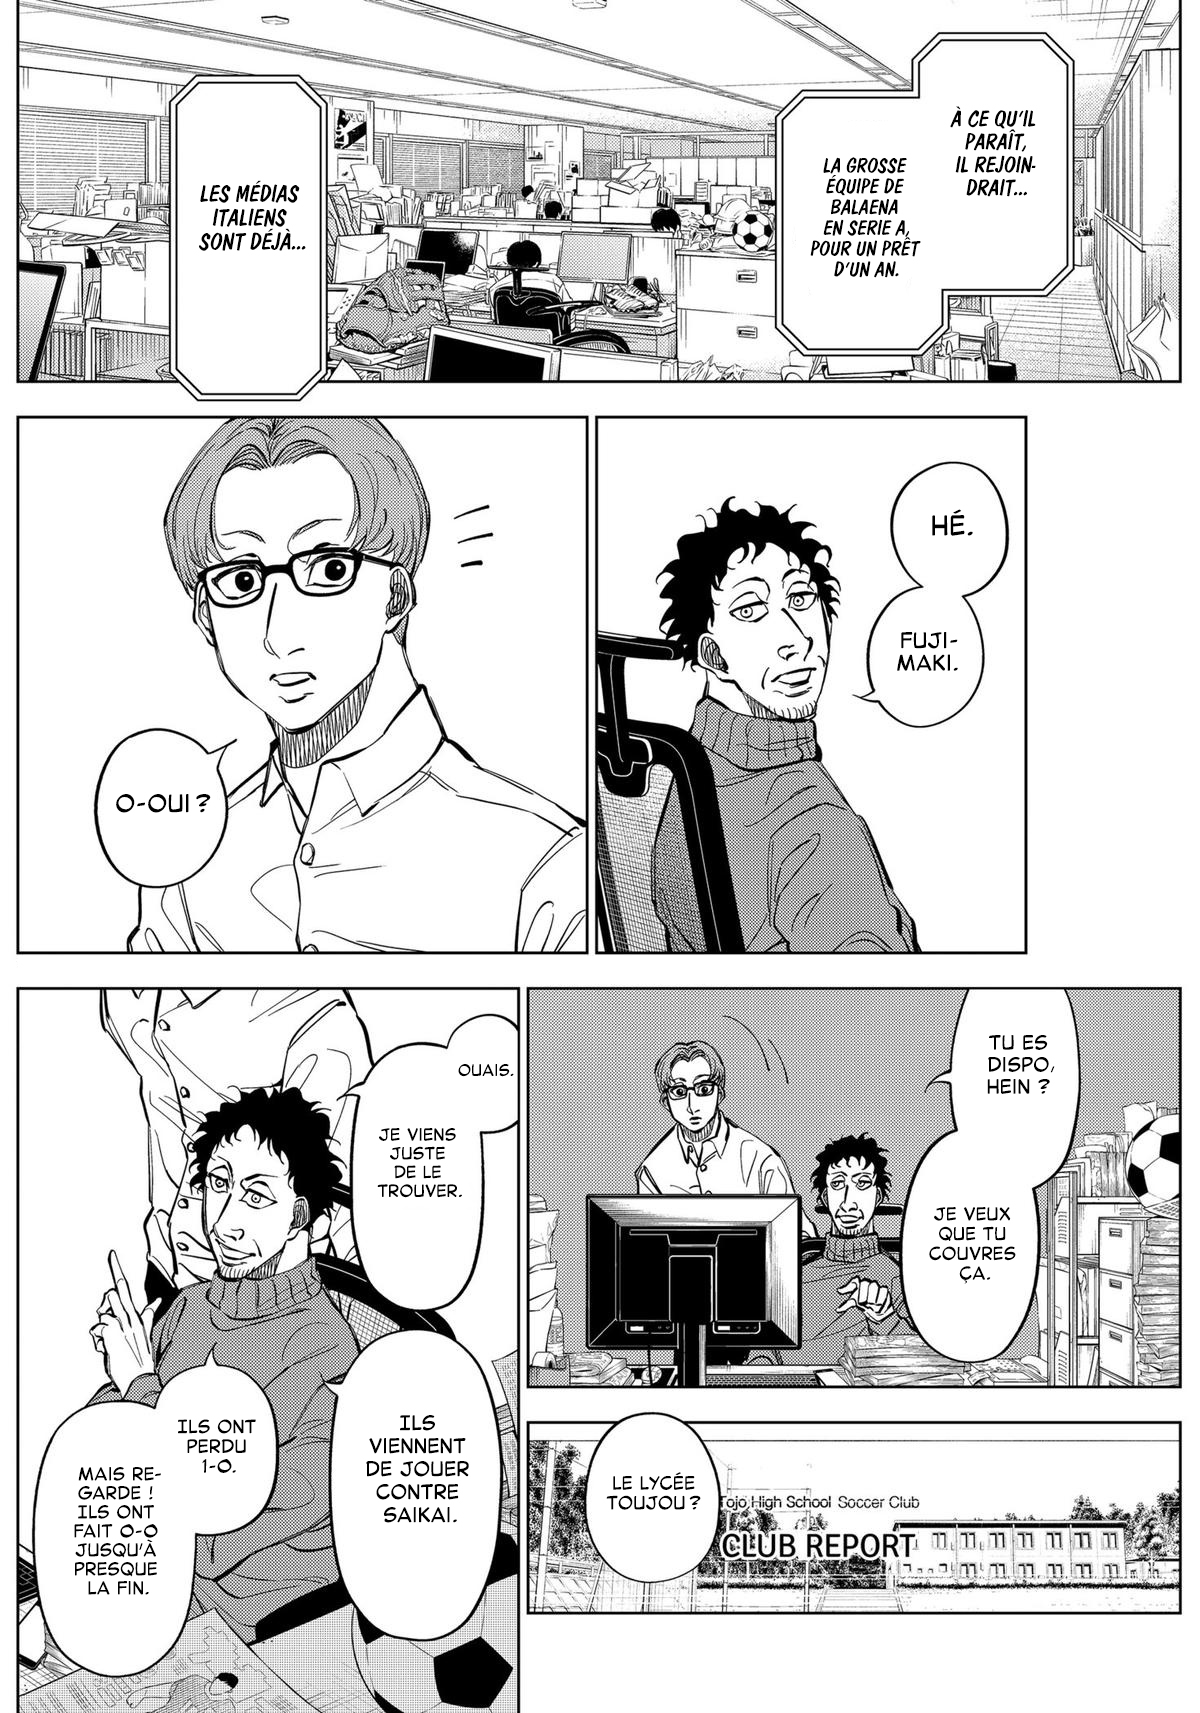 À CE QU'IL
PARAÎT,
IL REJOIN-
DRAIT...
LA GROSSE
ÉQUIPE DE
BALAENA
EN SERIE A,
POUR UN PRÊT
D'UN AN.
LES MÉDIAS
ITALIENS
SONT DÉJÀ...
HÉ.
FUJI-
MAKI.
O-OUI ?
TU ES
DISPO,
HEIN ?
JE VEUX
QUE TU
COUVRES
ÇA.
LE LYCÉE
TOUJOU ?
Tojo High School Soccer Club
CLUB REPORT
OUAIS.
JE VIENS
JUSTE
DE LE
TROUVER.
ILS
VIENNENT
DE JOUER
CONTRE
SAIKAI.
ILS ONT
PERDU
1-0.
MAIS RE-
GARDE !
ILS ONT
FAIT 0-0
JUSQU'À
PRESQUE
LA FIN.